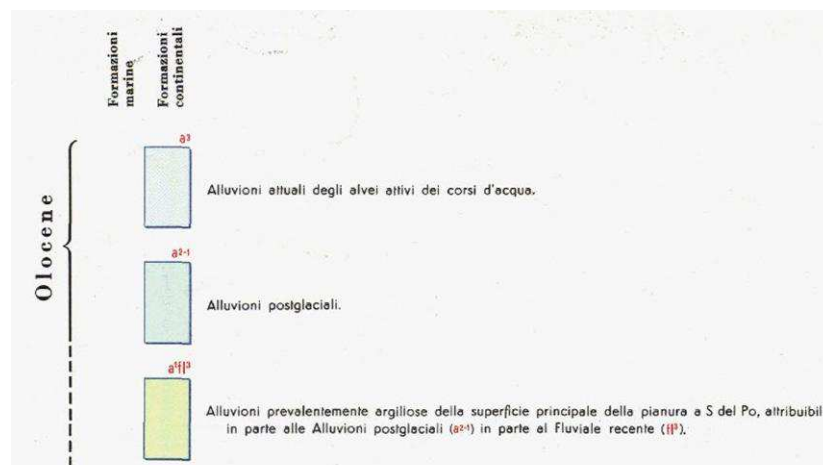 Formazioni
marine
Formazioni
continentali
Olocene
a³
Alluvioni attuali degli alvei attivi dei corsi d'acqua.
a²⁻¹
Alluvioni postglaciali.
a¹fl³
Alluvioni prevalentemente argillose della superficie principale della pianura a S del Po, attribuibil
in parte alle Alluvioni postglaciali (a²⁻¹) in parte al Fluviale recente (fl³).